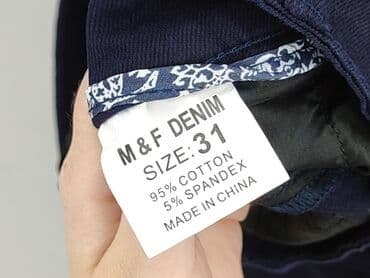 M & F DENIM
SIZE: 31
95% COTTON
5% SPANDEX
MADE IN CHINA